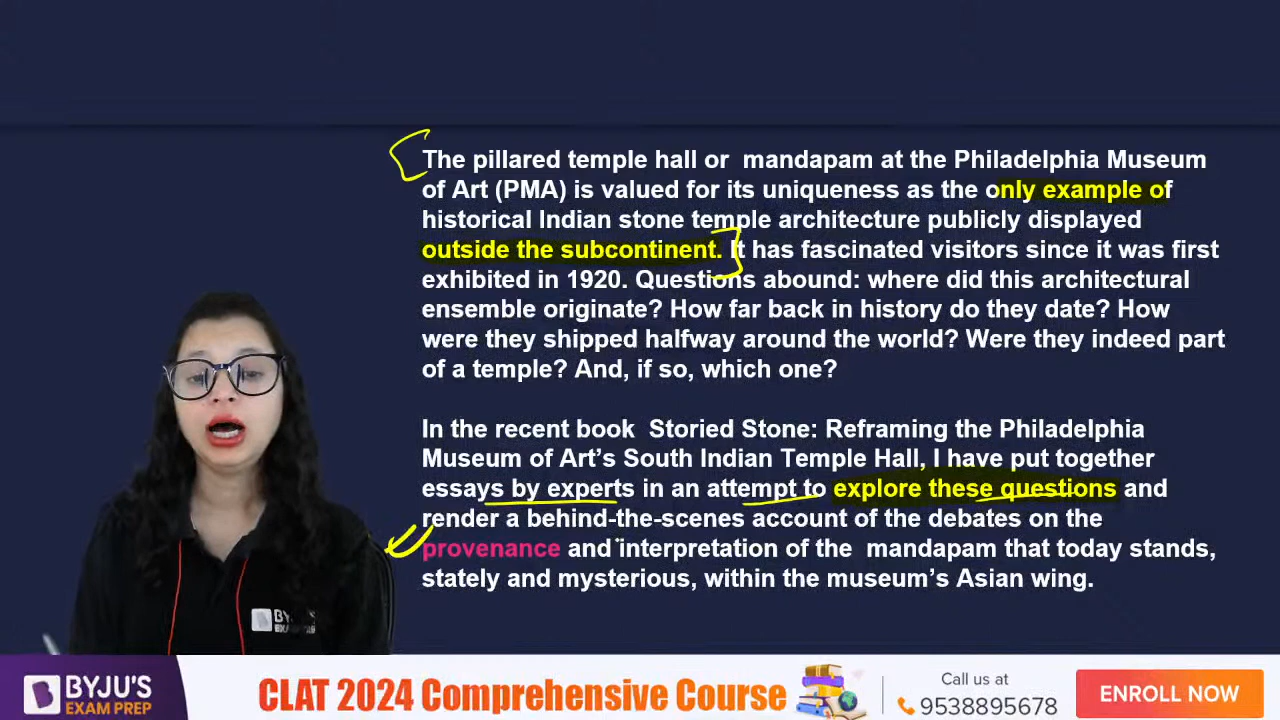 The pillared temple hall or mandapam at the Philadelphia Museum
of Art (PMA) is valued for its uniqueness as the only example of
historical Indian stone temple architecture publicly displayed
outside the subcontinent. It has fascinated visitors since it was first
exhibited in 1920. Questions abound: where did this architectural
ensemble originate? How far back in history do they date? How
were they shipped halfway around the world? Were they indeed part
of a temple? And, if so, which one?
In the recent book Storied Stone: Reframing the Philadelphia
Museum of Art’s South Indian Temple Hall, I have put together
essays by experts in an attempt to explore these questions and
render a behind-the-scenes account of the debates on the
provenance and interpretation of the mandapam that today stands,
stately and mysterious, within the museum’s Asian wing.
BYJU'S
EXAM PREP
CLAT 2024 Comprehensive Course
Call us at
9538895678
ENROLL NOW